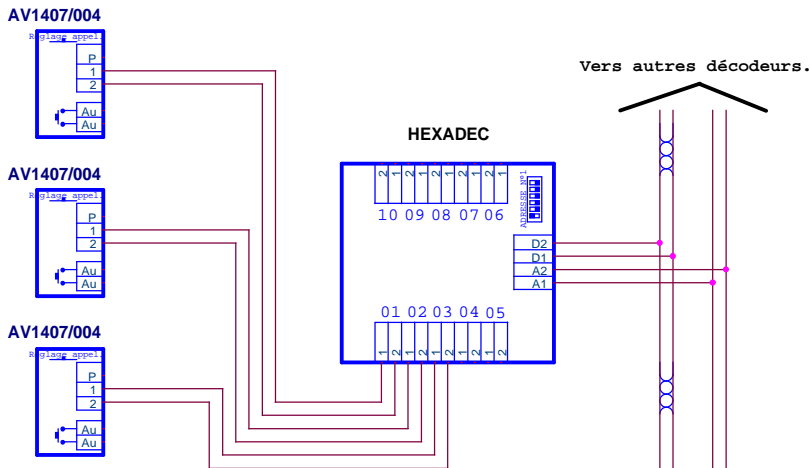 AV1407/004
Réglage appel.
P
1
2
Au
Au
Vers autres décodeurs.
HEXADEC
AV1407/004
Réglage appel.
P
1
2
Au
Au
2 1 2 1 2 1 2 1 2 1
10 09 08 07 06
ADRESSE N°1
D2
D1
A2
A1
01 02 03 04 05
1 2 1 2 1 2 1 2 1 2
AV1407/004
Réglage appel.
P
1
2
Au
Au